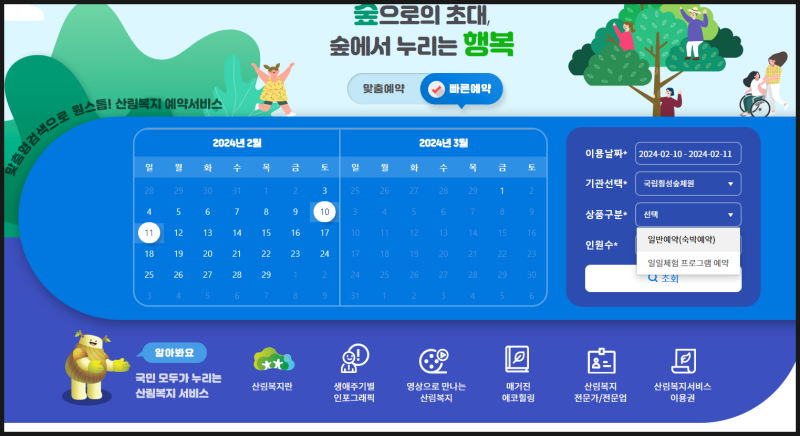 숲으로의 초대,
숲에서 누리는 행복
맞춤예약 빠른예약
맞춤형검색으로 원스톱! 산림복지 예약서비스
2024년 2월
일 월 화 수 목 금 토
28 29 30 31 1 2 3
4 5 6 7 8 9 10
11 12 13 14 15 16 17
18 19 20 21 22 23 24
25 26 27 28 29 1 2
3 4 5 6 7 8 9
2024년 3월
일 월 화 수 목 금 토
25 26 27 28 29 1 2
3 4 5 6 7 8 9
10 11 12 13 14 15 16
17 18 19 20 21 22 23
24 25 26 27 28 29 30
31 1 2 3 4 5 6
이용날짜* 2024-02-10 - 2024-02-11
기관선택* 국립횡성숲체원
상품구분* 선택
일반예약(숙박예약)
인원수*
일일체험 프로그램 예약
조회
알아봐요
국민 모두가 누리는
산림복지 서비스
산림복지란
생애주기별
인포그래픽
영상으로 만나는
산림복지
매거진
에코힐링
산림복지
전문가/전문업
산림복지서비스
이용권